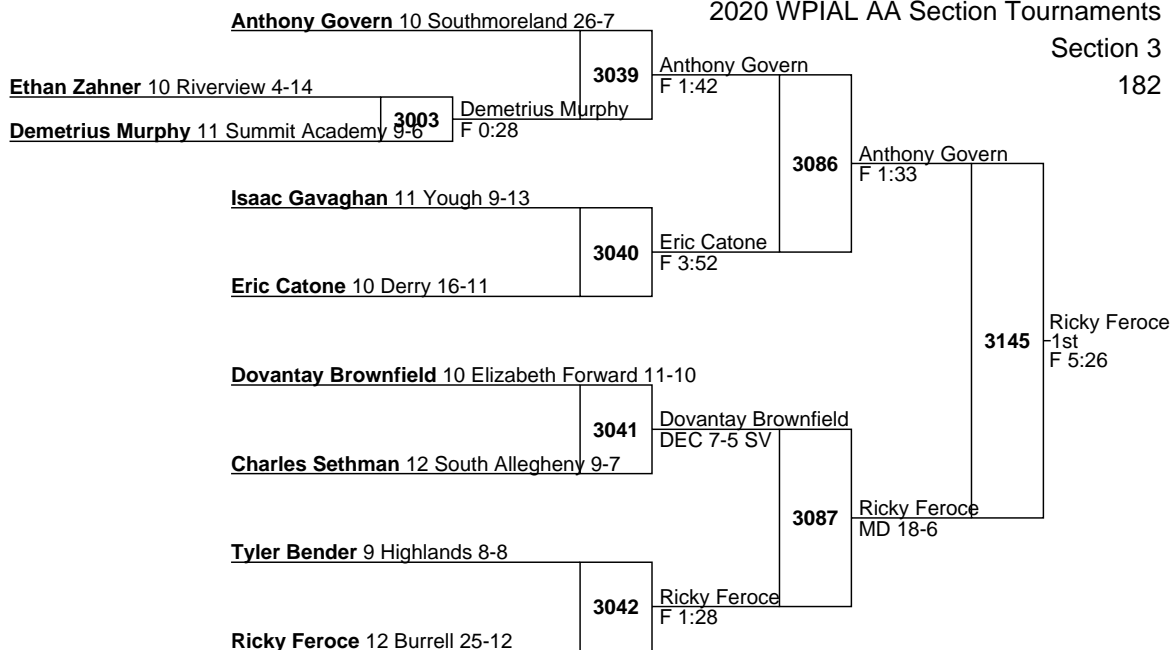 2020 WPIAL AA Section Tournaments
Section 3
182
Anthony Govern 10 Southmoreland 26-7
3039
Anthony Govern
F 1:42
Ethan Zahner 10 Riverview 4-14
3003
Demetrius Murphy
F 0:28
Demetrius Murphy 11 Summit Academy 9-6
3086
Anthony Govern
F 1:33
Isaac Gavaghan 11 Yough 9-13
3040
Eric Catone
F 3:52
Eric Catone 10 Derry 16-11
3145
Ricky Feroce
1st
F 5:26
Dovantay Brownfield 10 Elizabeth Forward 11-10
3041
Dovantay Brownfield
DEC 7-5 SV
Charles Sethman 12 South Allegheny 9-7
3087
Ricky Feroce
MD 18-6
Tyler Bender 9 Highlands 8-8
3042
Ricky Feroce
F 1:28
Ricky Feroce 12 Burrell 25-12